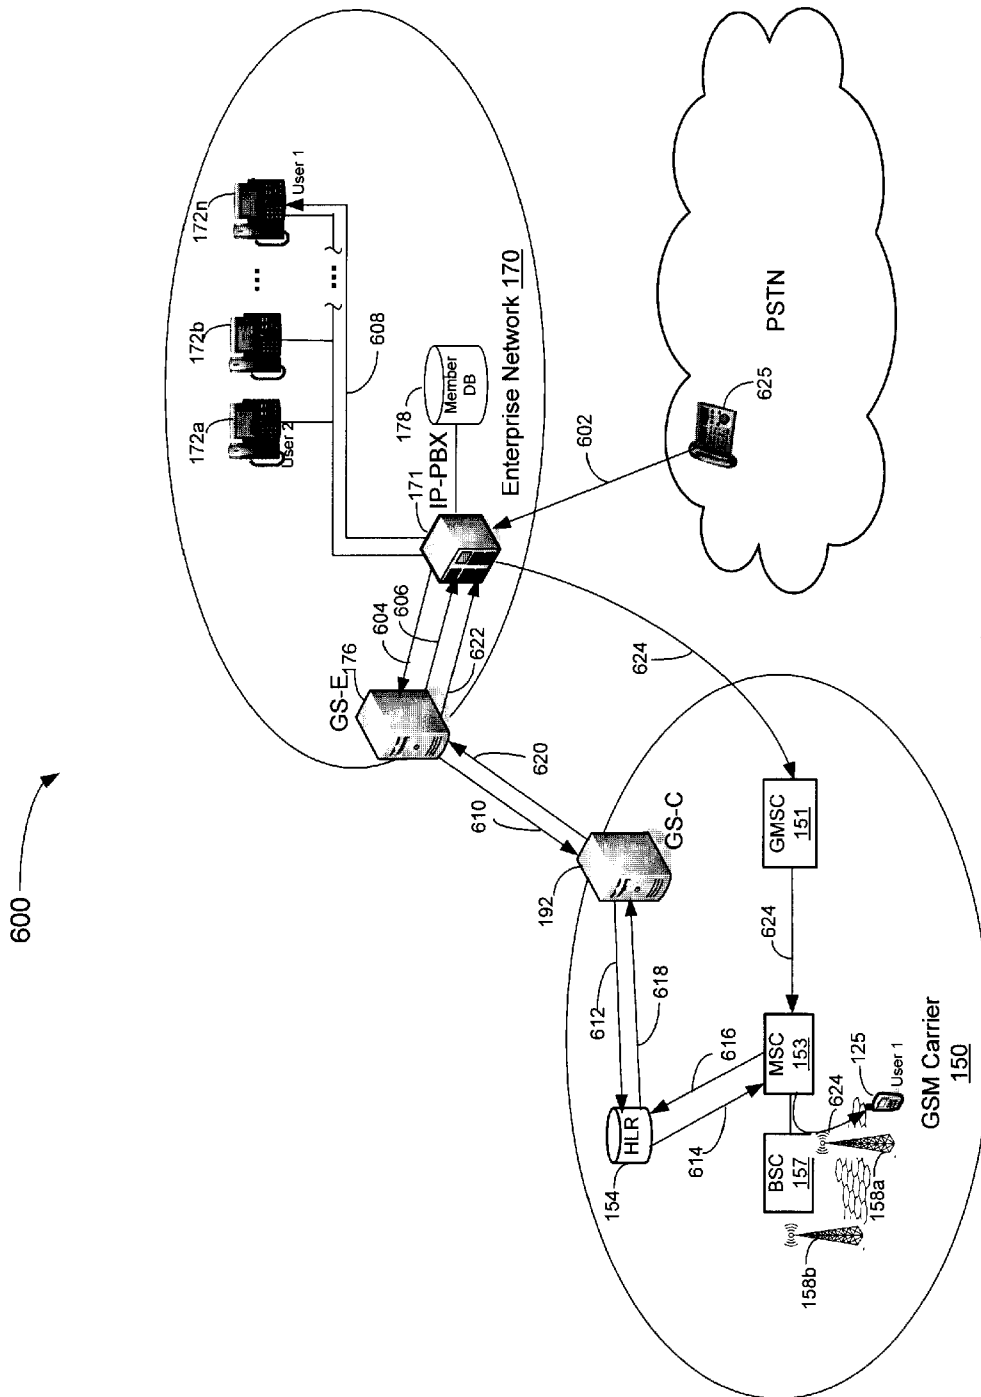 600
172a
172b
...
172n
User 2
User 1
...
608
178
Member
DB
IP-PBX
171
Enterprise Network 170
604
606
622
GS-E
176
602
625
PSTN
624
610
620
192
GS-C
612
618
GMSC
151
624
HLR
154
614
616
MSC
153
BSC
157
624
125
User 1
158a
158b
GSM Carrier
150